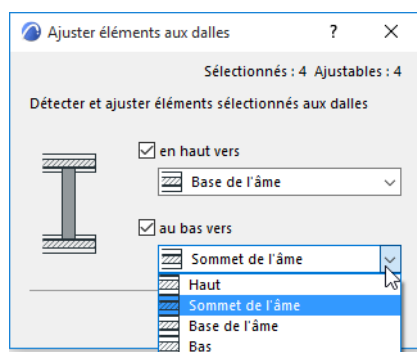 Ajuster éléments aux dalles ?
Sélectionnés : 4 Ajustables : 4
Détecter et ajuster éléments sélectionnés aux dalles
en haut vers
Base de l'âme
au bas vers
Sommet de l'âme
Haut
Sommet de l'âme
Base de l'âme
Bas